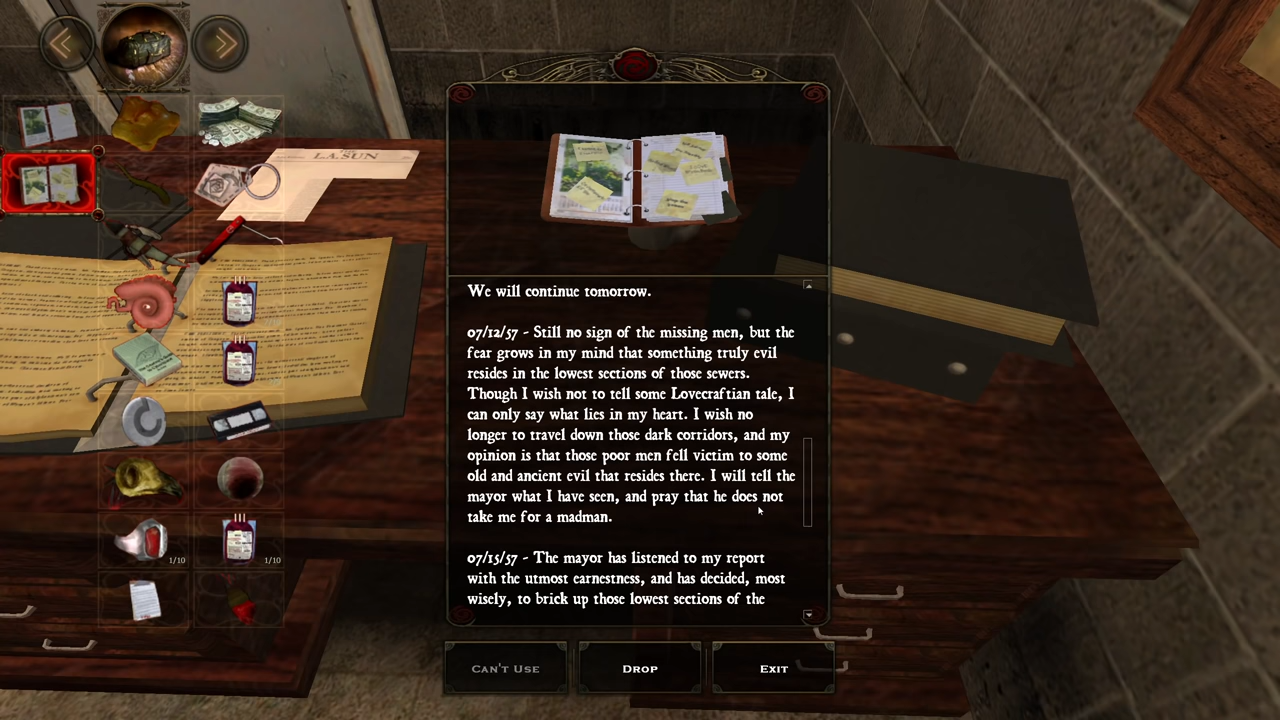 L.A. SUN
We will continue tomorrow.
07/12/57 - Still no sign of the missing men, but the
fear grows in my mind that something truly evil
resides in the lowest sections of those sewers.
Though I wish not to tell some Lovecraftian tale, I
can only say what lies in my heart. I wish no
longer to travel down those dark corridors, and my
opinion is that those poor men fell victim to some
old and ancient evil that resides there. I will tell the
mayor what I have seen, and pray that he does not
take me for a madman.
07/15/57 - The mayor has listened to my report
with the utmost earnestness, and has decided, most
wisely, to brick up those lowest sections of the
1/10
1/10
CAN'T USE
DROP
EXIT